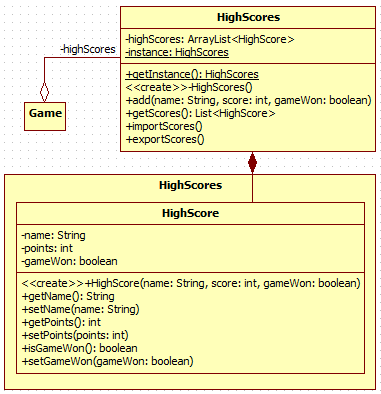 HighScores
-highScores: ArrayList<HighScore>
-instance: HighScores
-highScores
+getInstance(): HighScores
<<create>>-HighScores()
+add(name: String, score: int, gameWon: boolean)
+getScores(): List<HighScore>
+importScores()
+exportScores()
Game
HighScores
HighScore
-name: String
-points: int
-gameWon: boolean
<<create>>+HighScore(name: String, score: int, gameWon: boolean)
+getName(): String
+setName(name: String)
+getPoints(): int
+setPoints(points: int)
+isGameWon(): boolean
+setGameWon(gameWon: boolean)